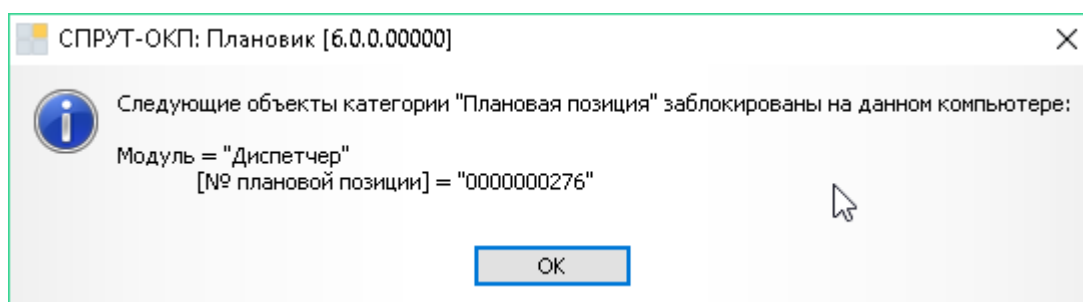 СПРУТ-ОКП: Плановик [6.0.0.00000]
Следующие объекты категории "Плановая позиция" заблокированы на данном компьютере:
Модуль = "Диспетчер"
[№ плановой позиции] = "0000000276"
OK